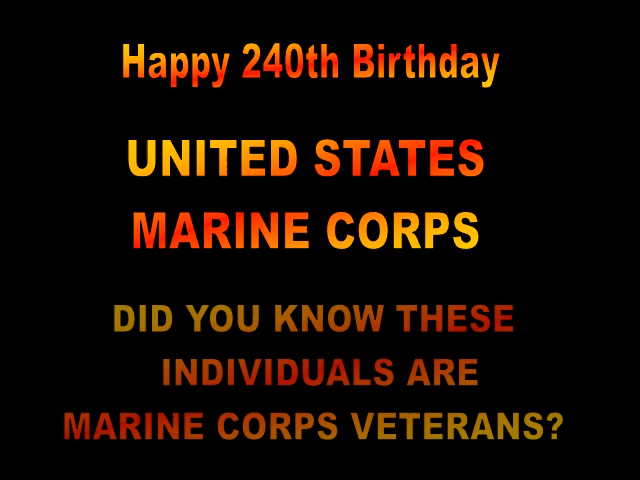 Happy 240th Birthday
UNITED STATES
MARINE CORPS
DID YOU KNOW THESE
INDIVIDUALS ARE
MARINE CORPS VETERANS?